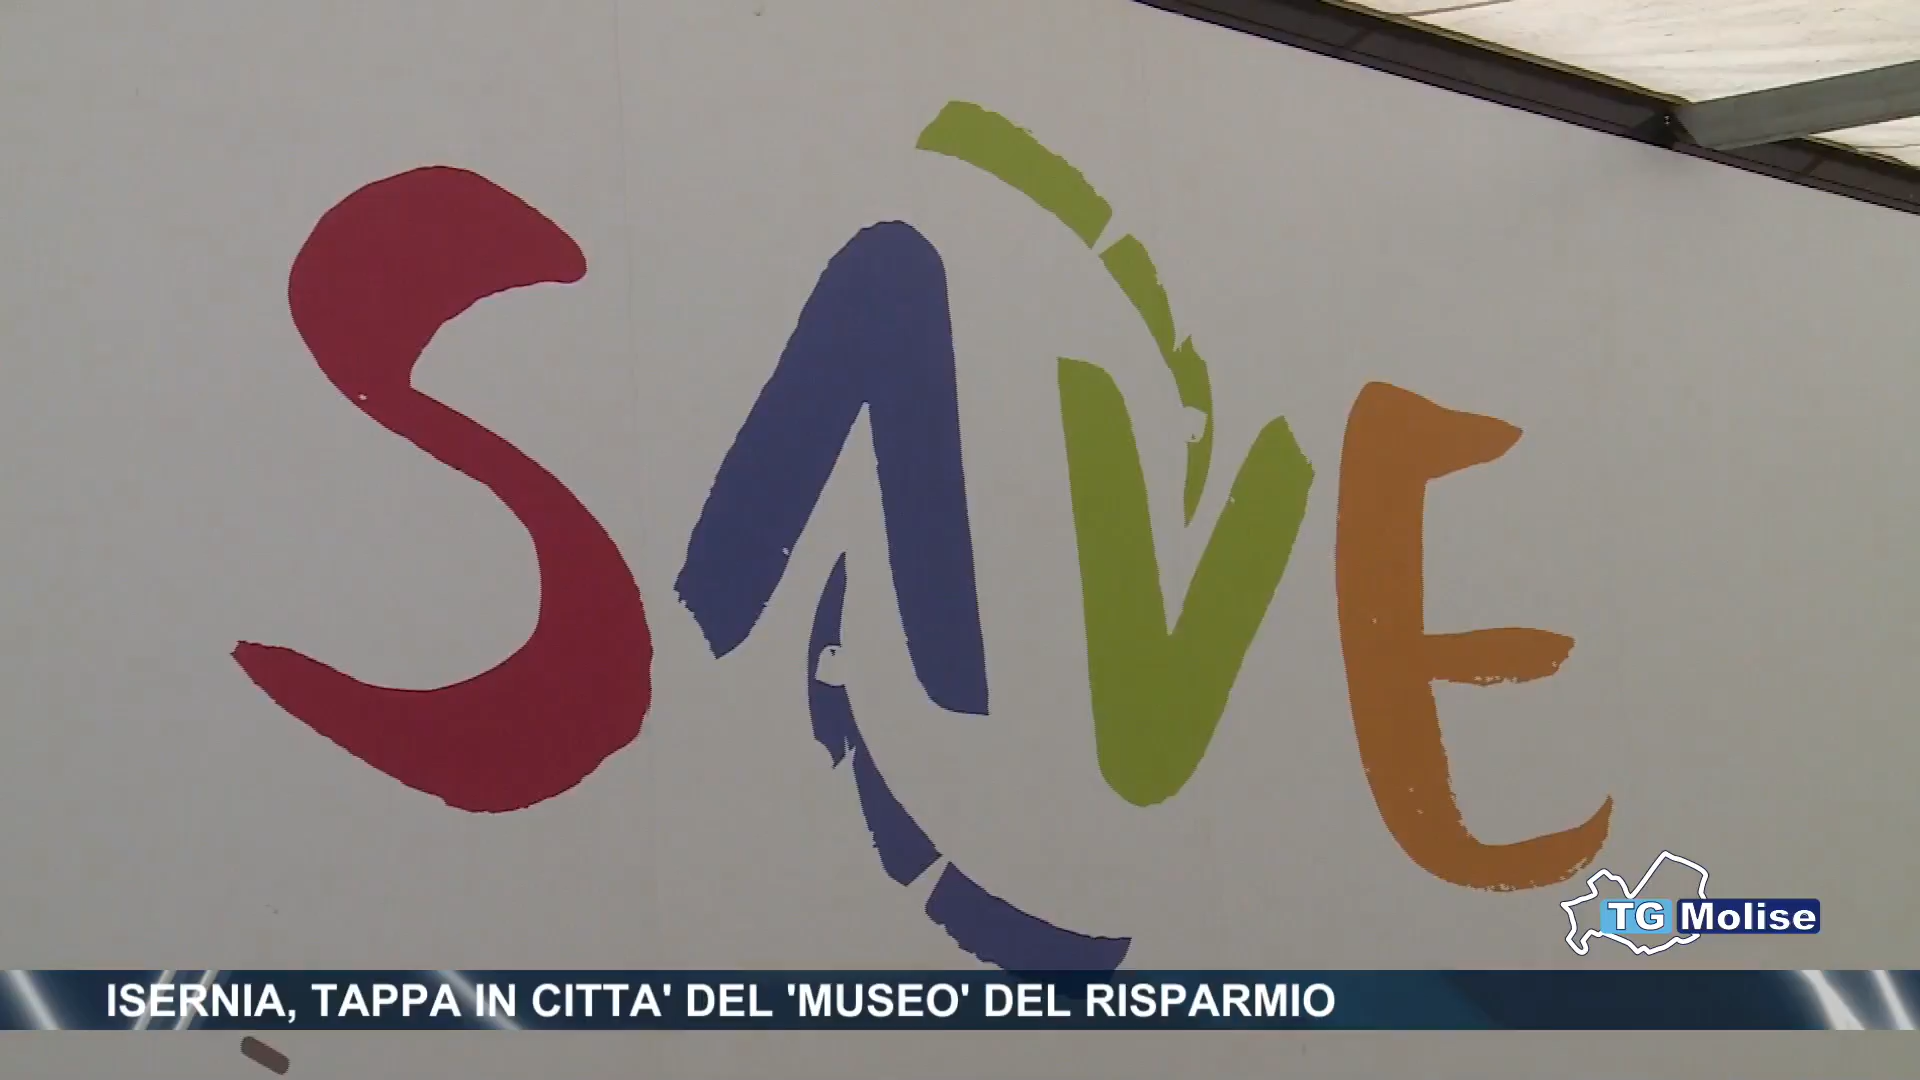 SAVE
TG Molise
ISERNIA, TAPPA IN CITTA' DEL 'MUSEO' DEL RISPARMIO